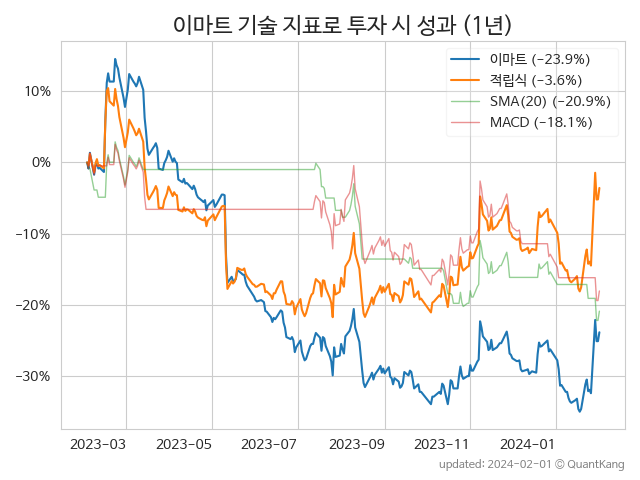 이마트 기술 지표로 투자 시 성과 (1년)
이마트 (−23.9%)
적립식 (−3.6%)
SMA(20) (−20.9%)
MACD (−18.1%)
10%
0%
−10%
−20%
−30%
2023-03 2023-05 2023-07 2023-09 2023-11 2024-01
updated: 2024-02-01 © QuantKang